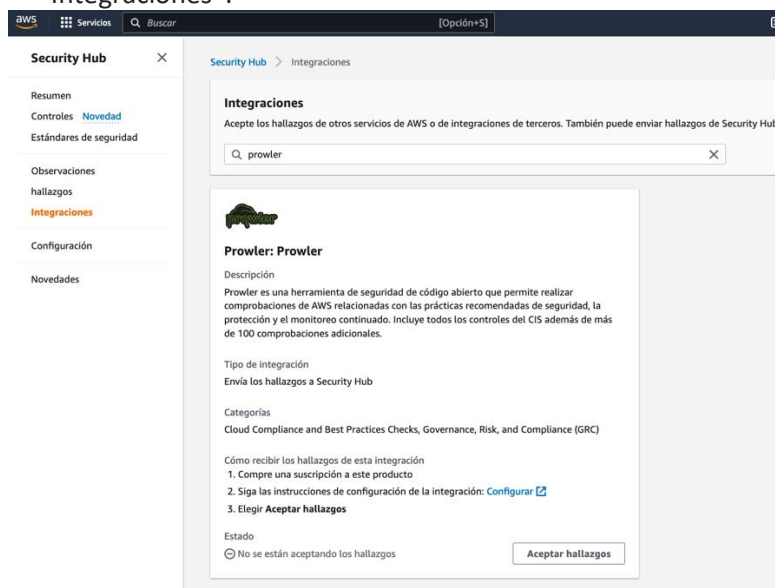 integraciones".
aws Servicios Buscar [Opción+S]
Security Hub
Resumen
Controles Novedad
Estándares de seguridad
Observaciones
hallazgos
Integraciones
Configuración
Novedades
Security Hub > Integraciones
Integraciones
Acepte los hallazgos de otros servicios de AWS o de integraciones de terceros. También puede enviar hallazgos de Security Hub
prowler
prowler
Prowler: Prowler
Descripción
Prowler es una herramienta de seguridad de código abierto que permite realizar
comprobaciones de AWS relacionadas con las prácticas recomendadas de seguridad, la
protección y el monitoreo continuado. Incluye todos los controles del CIS además de más
de 100 comprobaciones adicionales.
Tipo de integración
Envía los hallazgos a Security Hub
Categorías
Cloud Compliance and Best Practices Checks, Governance, Risk, and Compliance (GRC)
Cómo recibir los hallazgos de esta integración
1. Compre una suscripción a este producto
2. Siga las instrucciones de configuración de la integración: Configurar
3. Elegir Aceptar hallazgos
Estado
No se están aceptando los hallazgos
Aceptar hallazgos